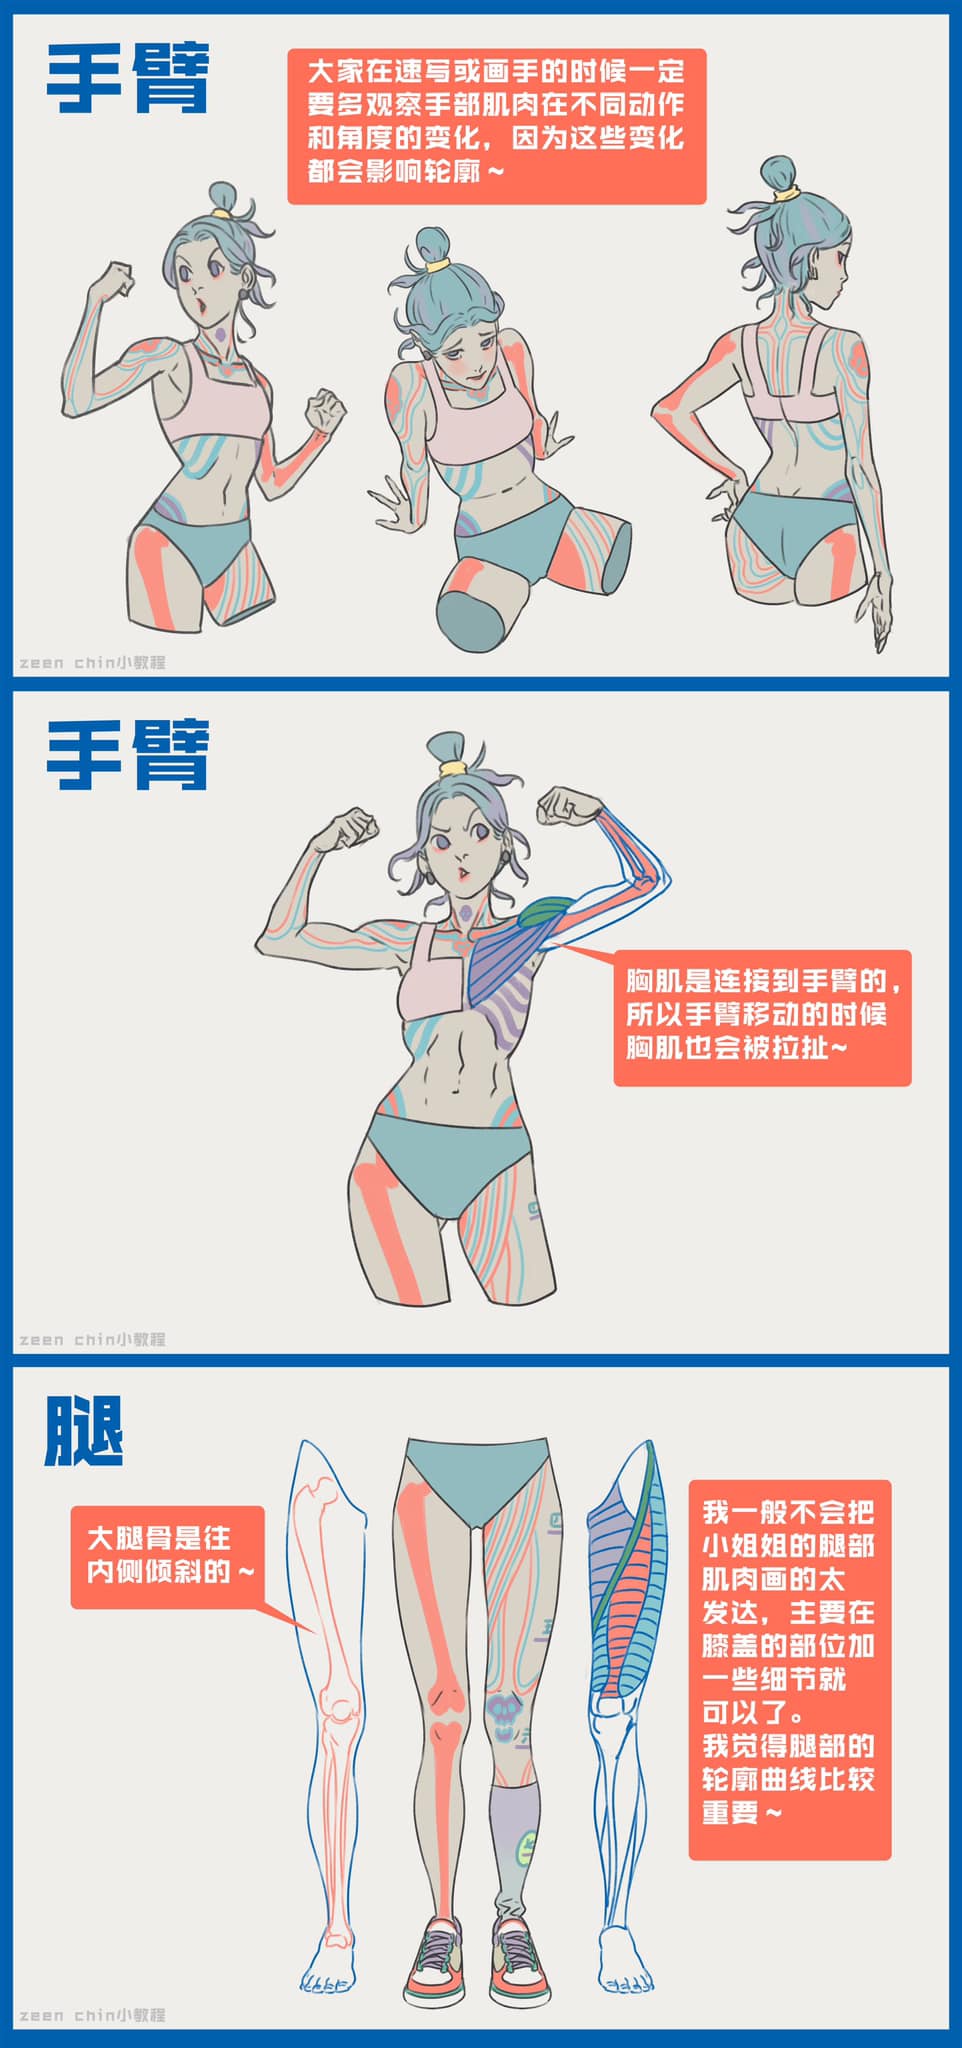 手臂
大家在速写或画手的时候一定
要多观察手部肌肉在不同动作
和角度的变化，因为这些变化
都会影响轮廓~
zeen chin小教程
手臂
胸肌是连接到手臂的，
所以手臂移动的时候
胸肌也会被拉扯~
zeen chin小教程
腿
大腿骨是往
内侧倾斜的~
我一般不会把
小姐姐的腿部
肌肉画的太
发达，主要在
膝盖的部位加
一些细节就
可以了。
我觉得腿部的
轮廓曲线比较
重要~
zeen chin小教程